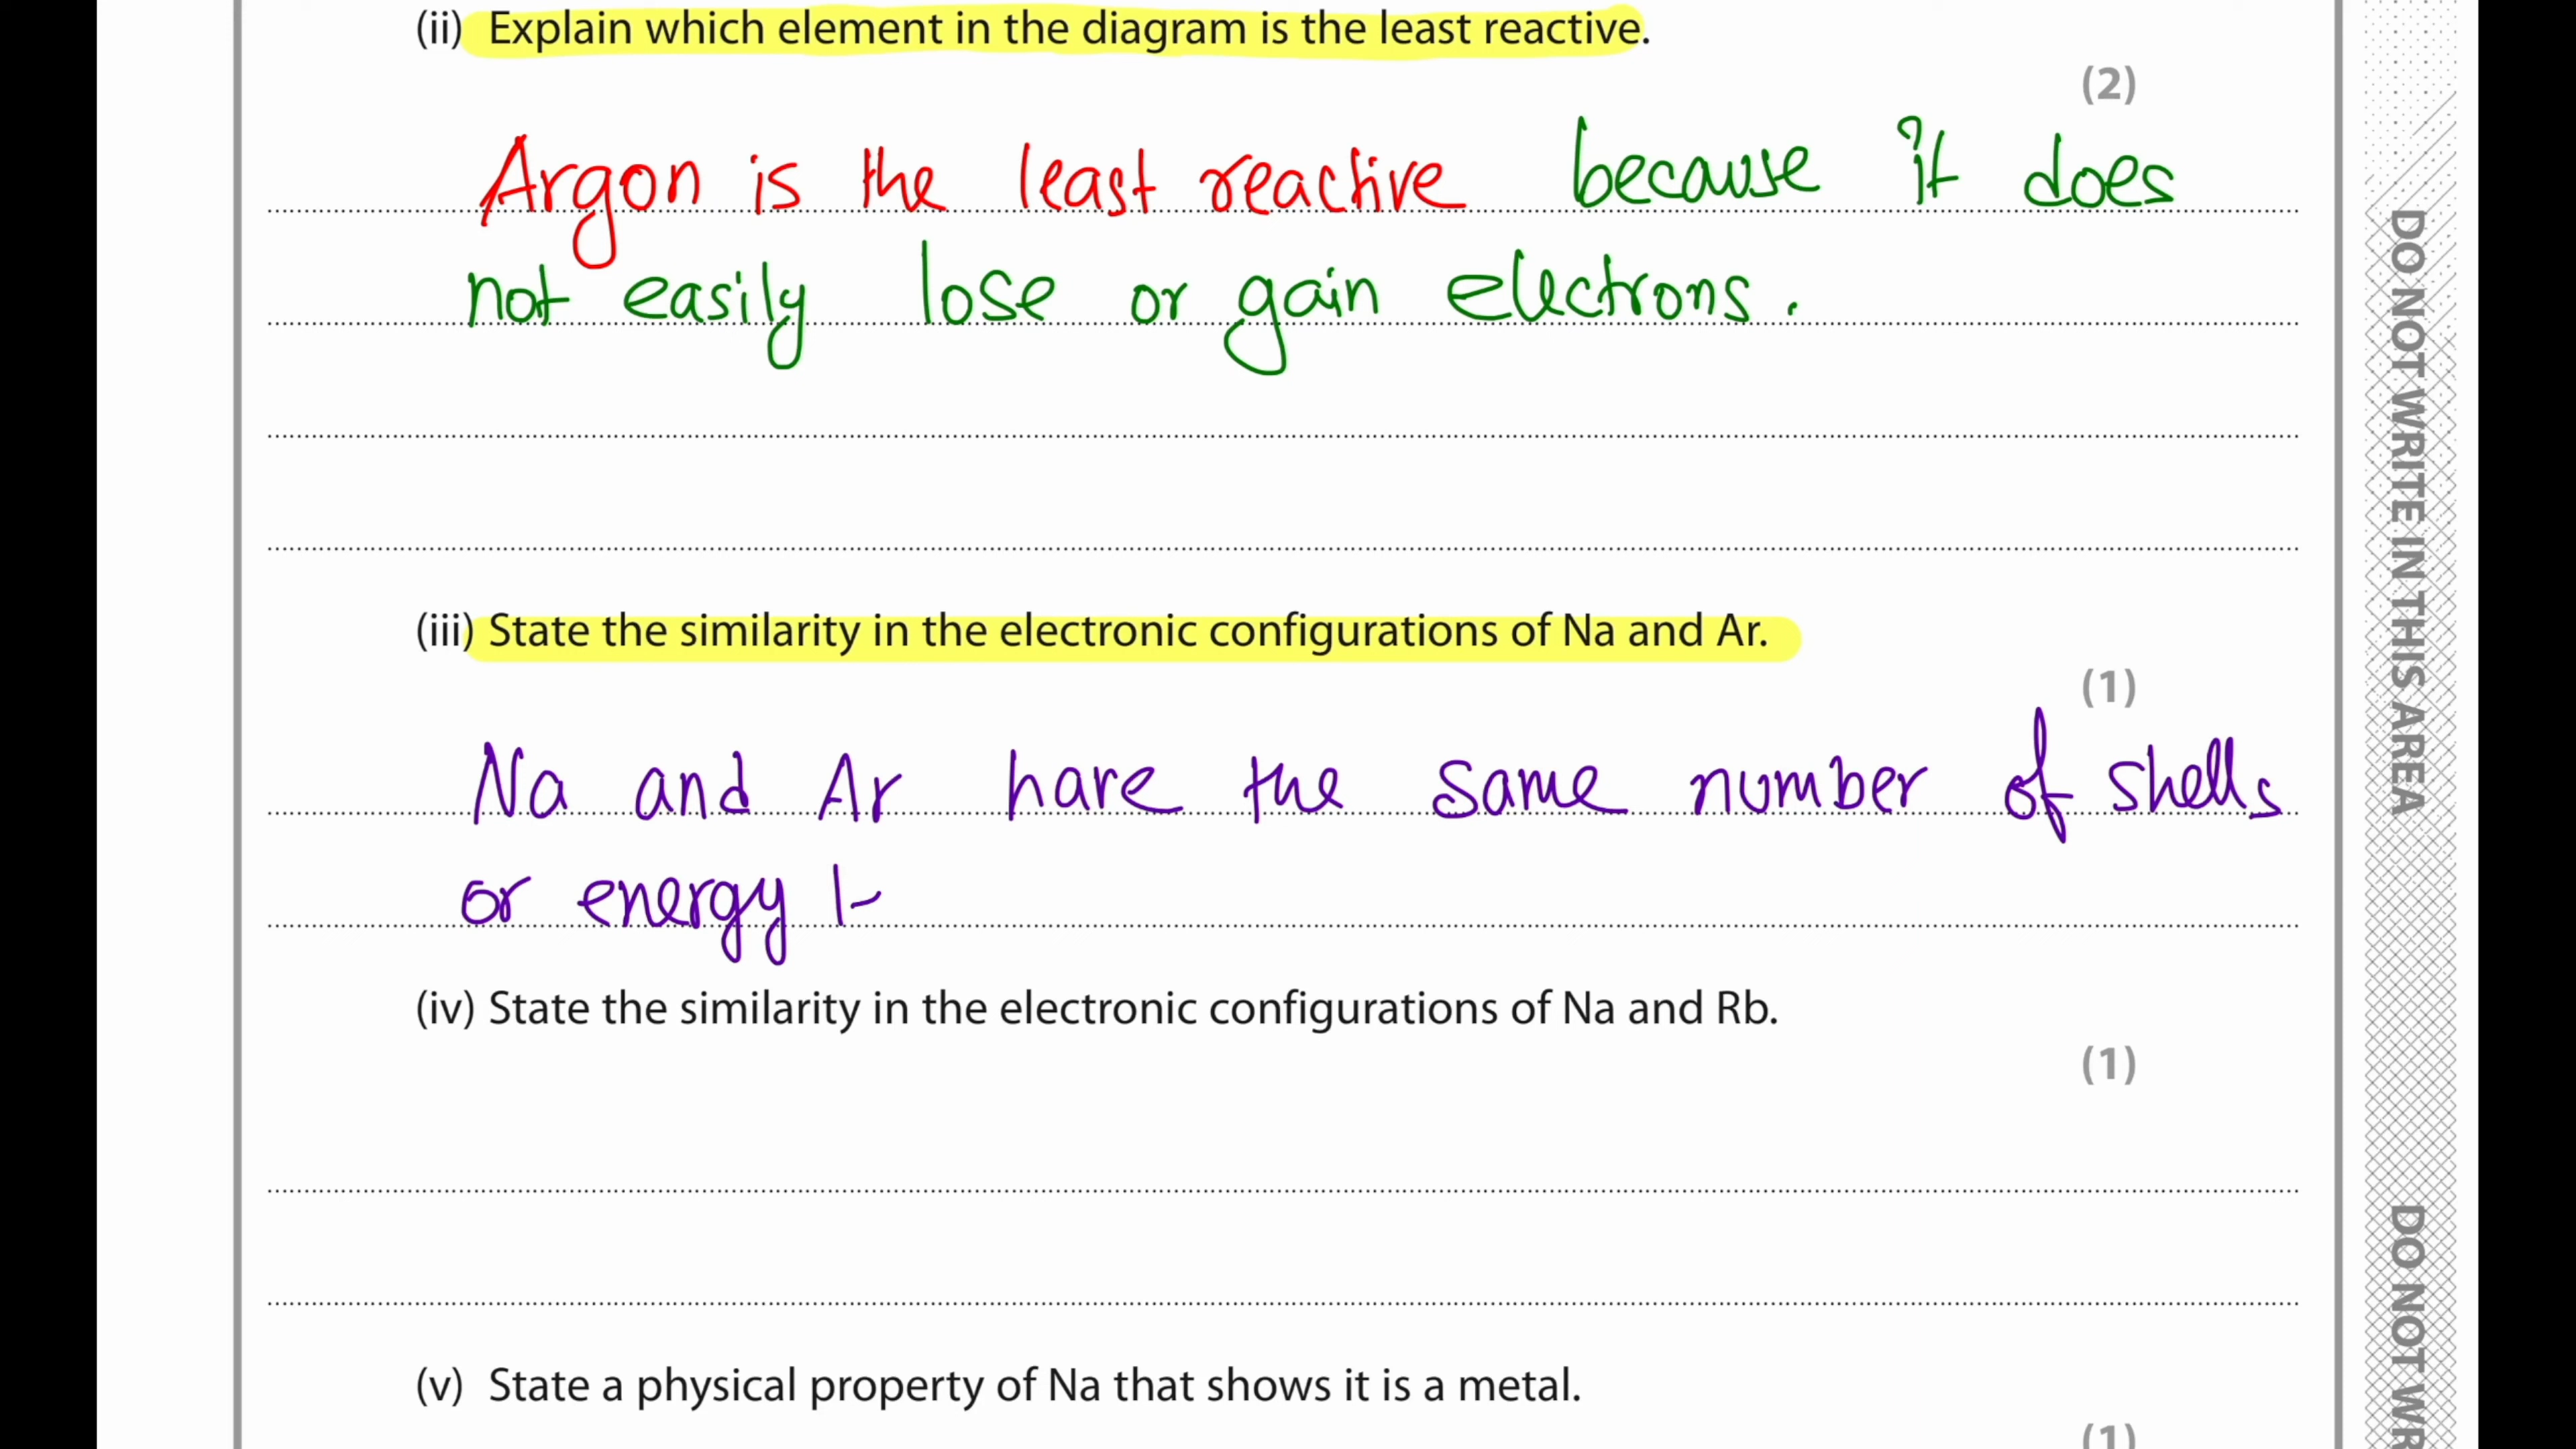 (ii) Explain which element in the diagram is the least reactive.
(2)
Argon is the least reactive because it does
not easily lose or gain electrons.
(iii) State the similarity in the electronic configurations of Na and Ar.
(1)
Na and Ar have the same number of shells
or energy
(iv) State the similarity in the electronic configurations of Na and Rb.
(1)
(v) State a physical property of Na that shows it is a metal.
(1)
DO NOT WRITE IN THIS AREA
DO NOT WR